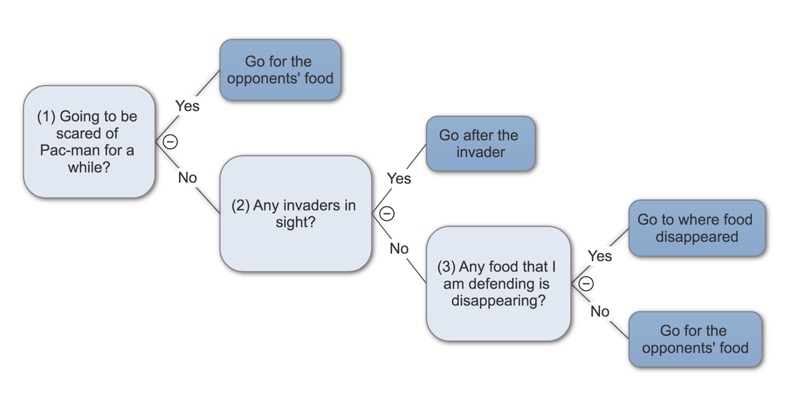 (1) Going to be
scared of
Pac-man for a
while?
Yes
Go for the
opponents' food
No
(2) Any invaders in
sight?
Yes
Go after the
invader
No
(3) Any food that I
am defending is
disappearing?
Yes
Go to where food
disappeared
No
Go for the
opponents' food